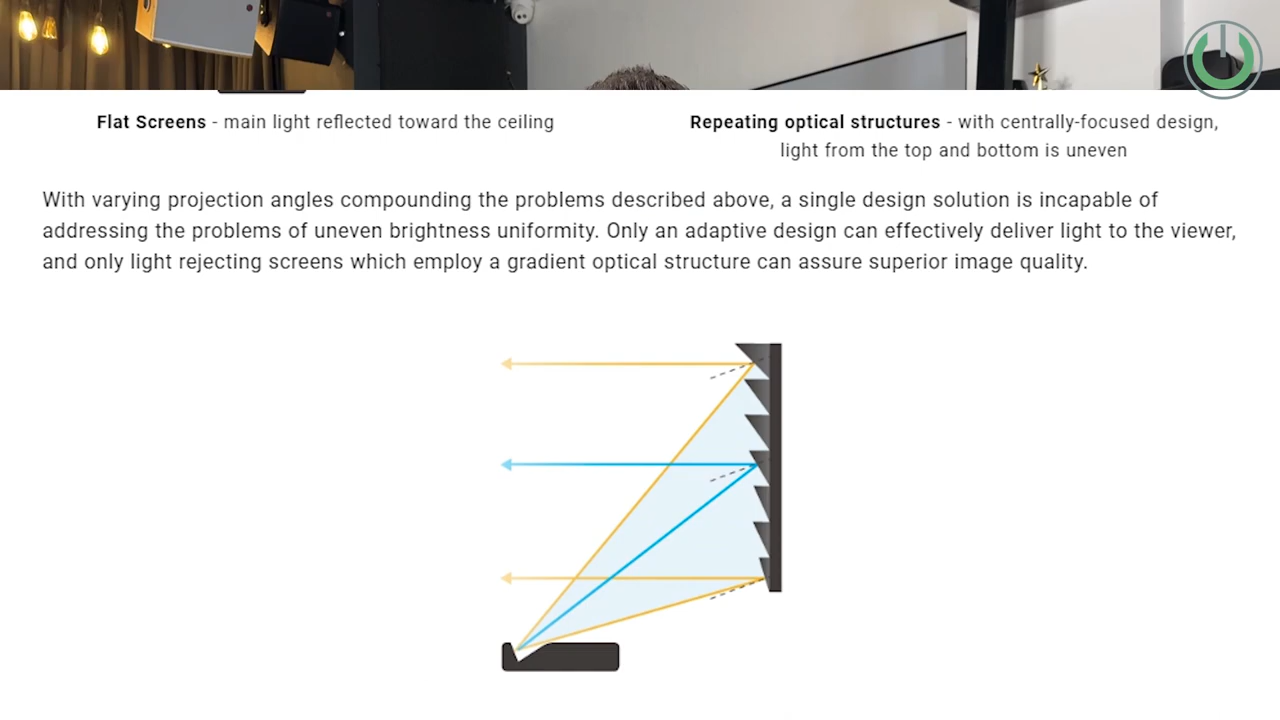 Flat Screens - main light reflected toward the ceiling
Repeating optical structures - with centrally-focused design,
light from the top and bottom is uneven
With varying projection angles compounding the problems described above, a single design solution is incapable of
addressing the problems of uneven brightness uniformity. Only an adaptive design can effectively deliver light to the viewer,
and only light rejecting screens which employ a gradient optical structure can assure superior image quality.